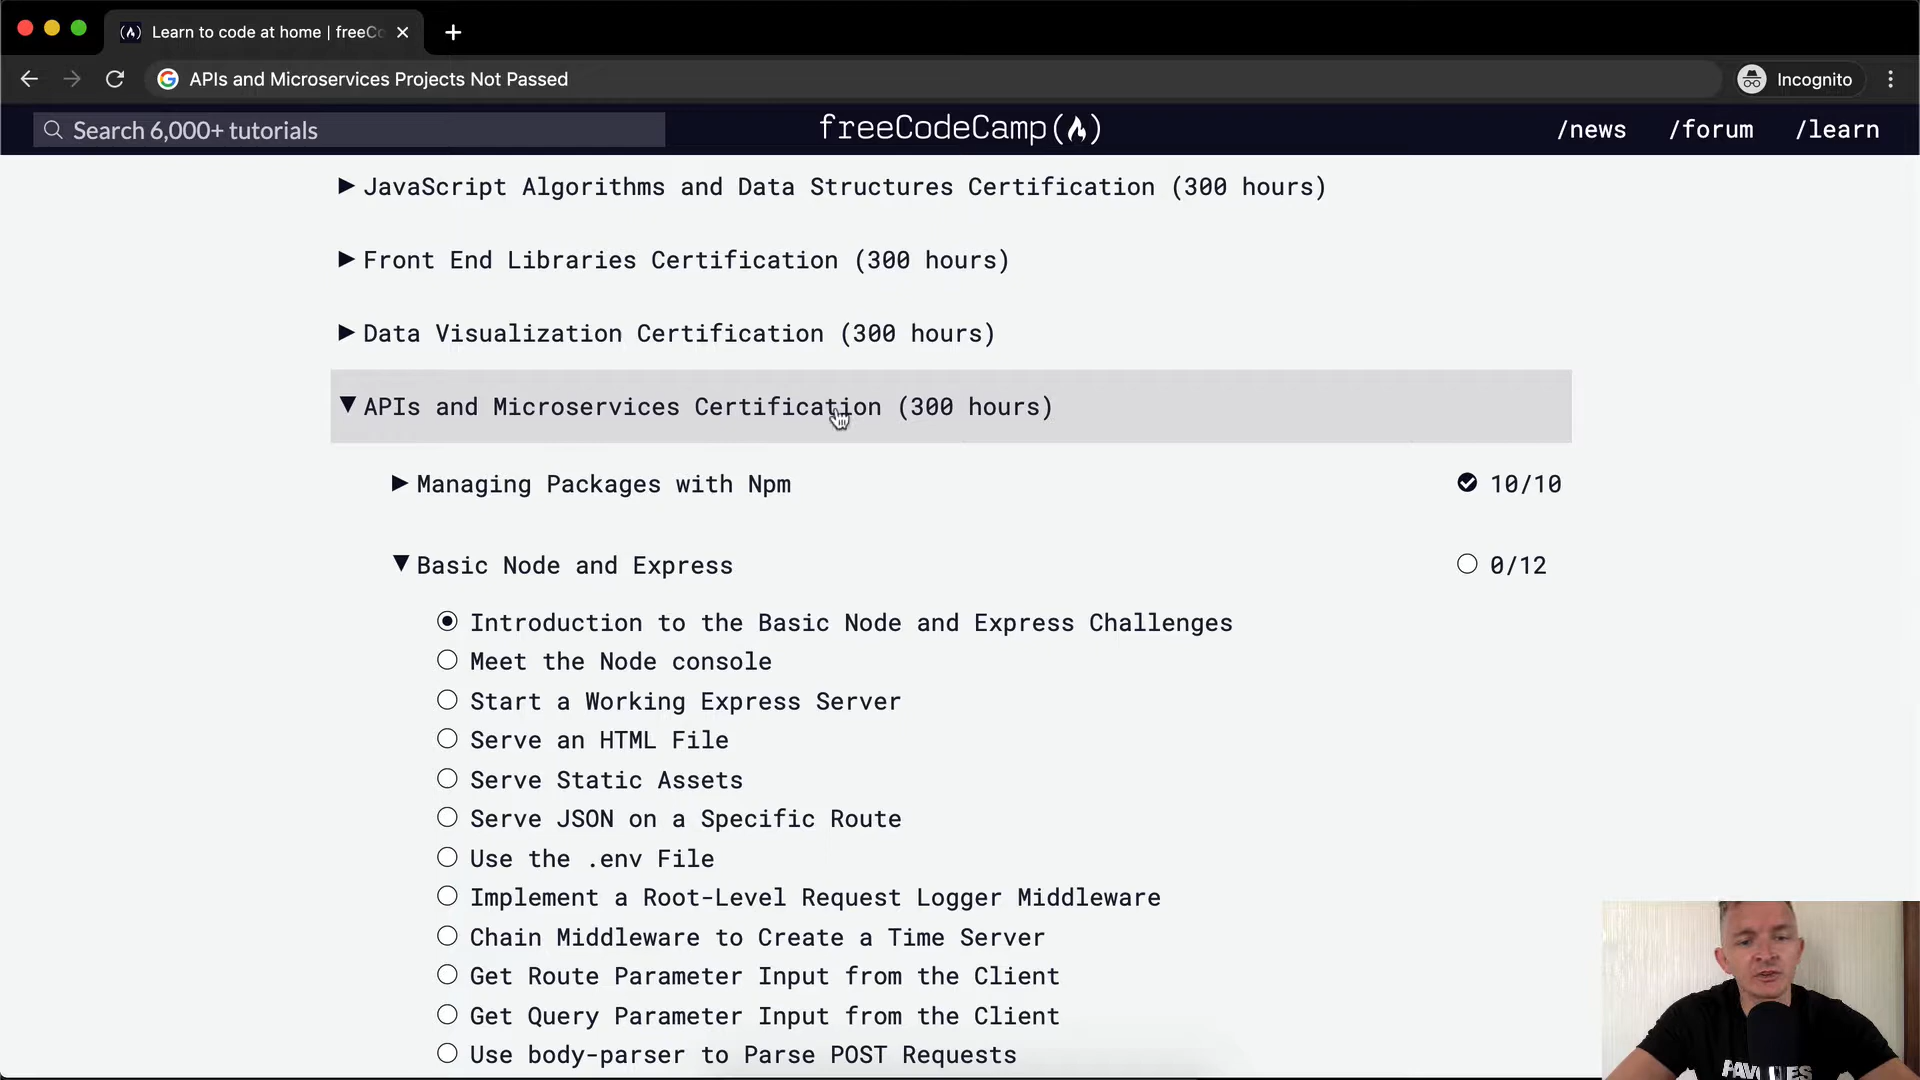 Learn to code at home | freeCo
APIs and Microservices Projects Not Passed
Incognito
Search 6,000+ tutorials
freeCodeCamp
/news
/forum
/learn
JavaScript Algorithms and Data Structures Certification (300 hours)
Front End Libraries Certification (300 hours)
Data Visualization Certification (300 hours)
APIs and Microservices Certification (300 hours)
Managing Packages with Npm
10/10
Basic Node and Express
0/12
Introduction to the Basic Node and Express Challenges
Meet the Node console
Start a Working Express Server
Serve an HTML File
Serve Static Assets
Serve JSON on a Specific Route
Use the .env File
Implement a Root-Level Request Logger Middleware
Chain Middleware to Create a Time Server
Get Route Parameter Input from the Client
Get Query Parameter Input from the Client
Use body-parser to Parse POST Requests